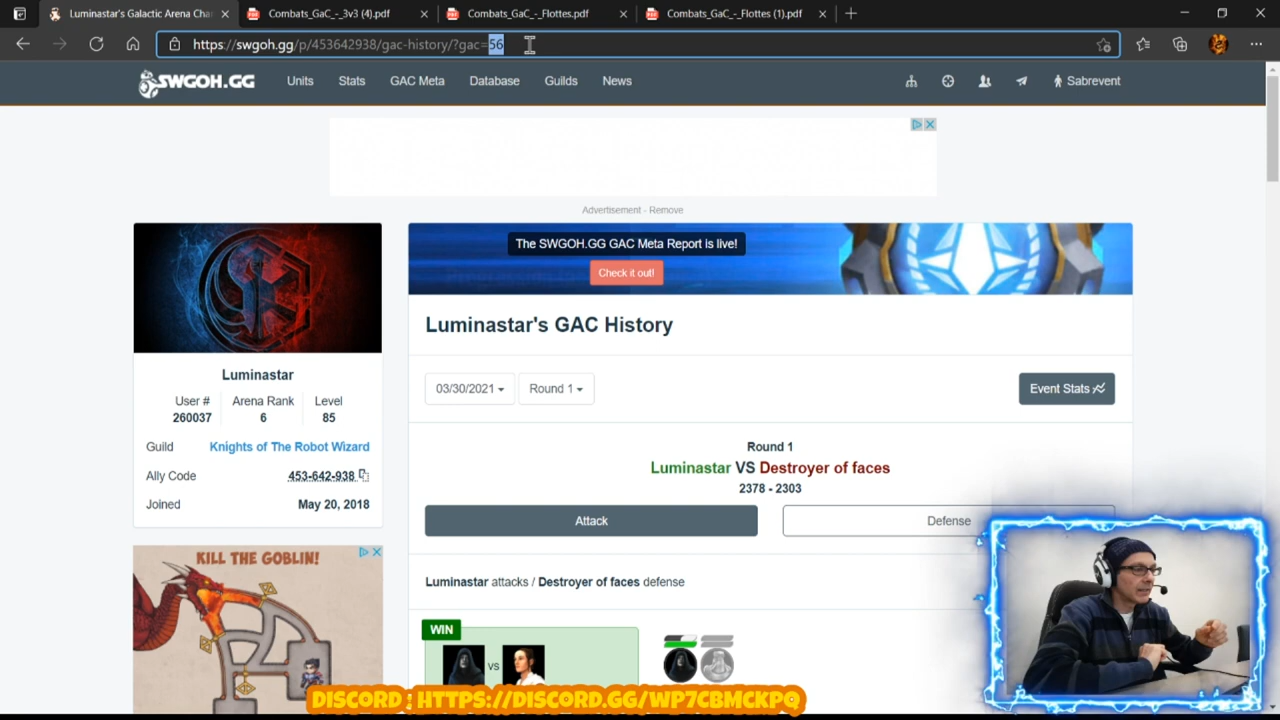 Luminastar's Galactic Arena Cha
Combats_GaC_-_3v3 (4).pdf
Combats_GaC_-_Flottes.pdf
Combats_GaC_-_Flottes (1).pdf
https://swgoh.gg/p/453642938/gac-history/?gac=56
SWGOH.GG
Units
Stats
GAC Meta
Database
Guilds
News
Sabrevent
Advertisement - Remove
The SWGOH.GG GAC Meta Report is live!
Check it out!
Luminastar's GAC History
Luminastar
User #
Arena Rank
Level
260037
6
85
Guild
Knights of The Robot Wizard
Ally Code
453-642-938
Joined
May 20, 2018
03/30/2021
Round 1
Event Stats
Round 1
Luminastar VS Destroyer of faces
2378 - 2303
Attack
Defense
Luminastar attacks / Destroyer of faces defense
WIN
vs
KILL THE GOBLIN!
DISCORD : HTTPS://DISCORD.GG/WP7CBMCKPQ